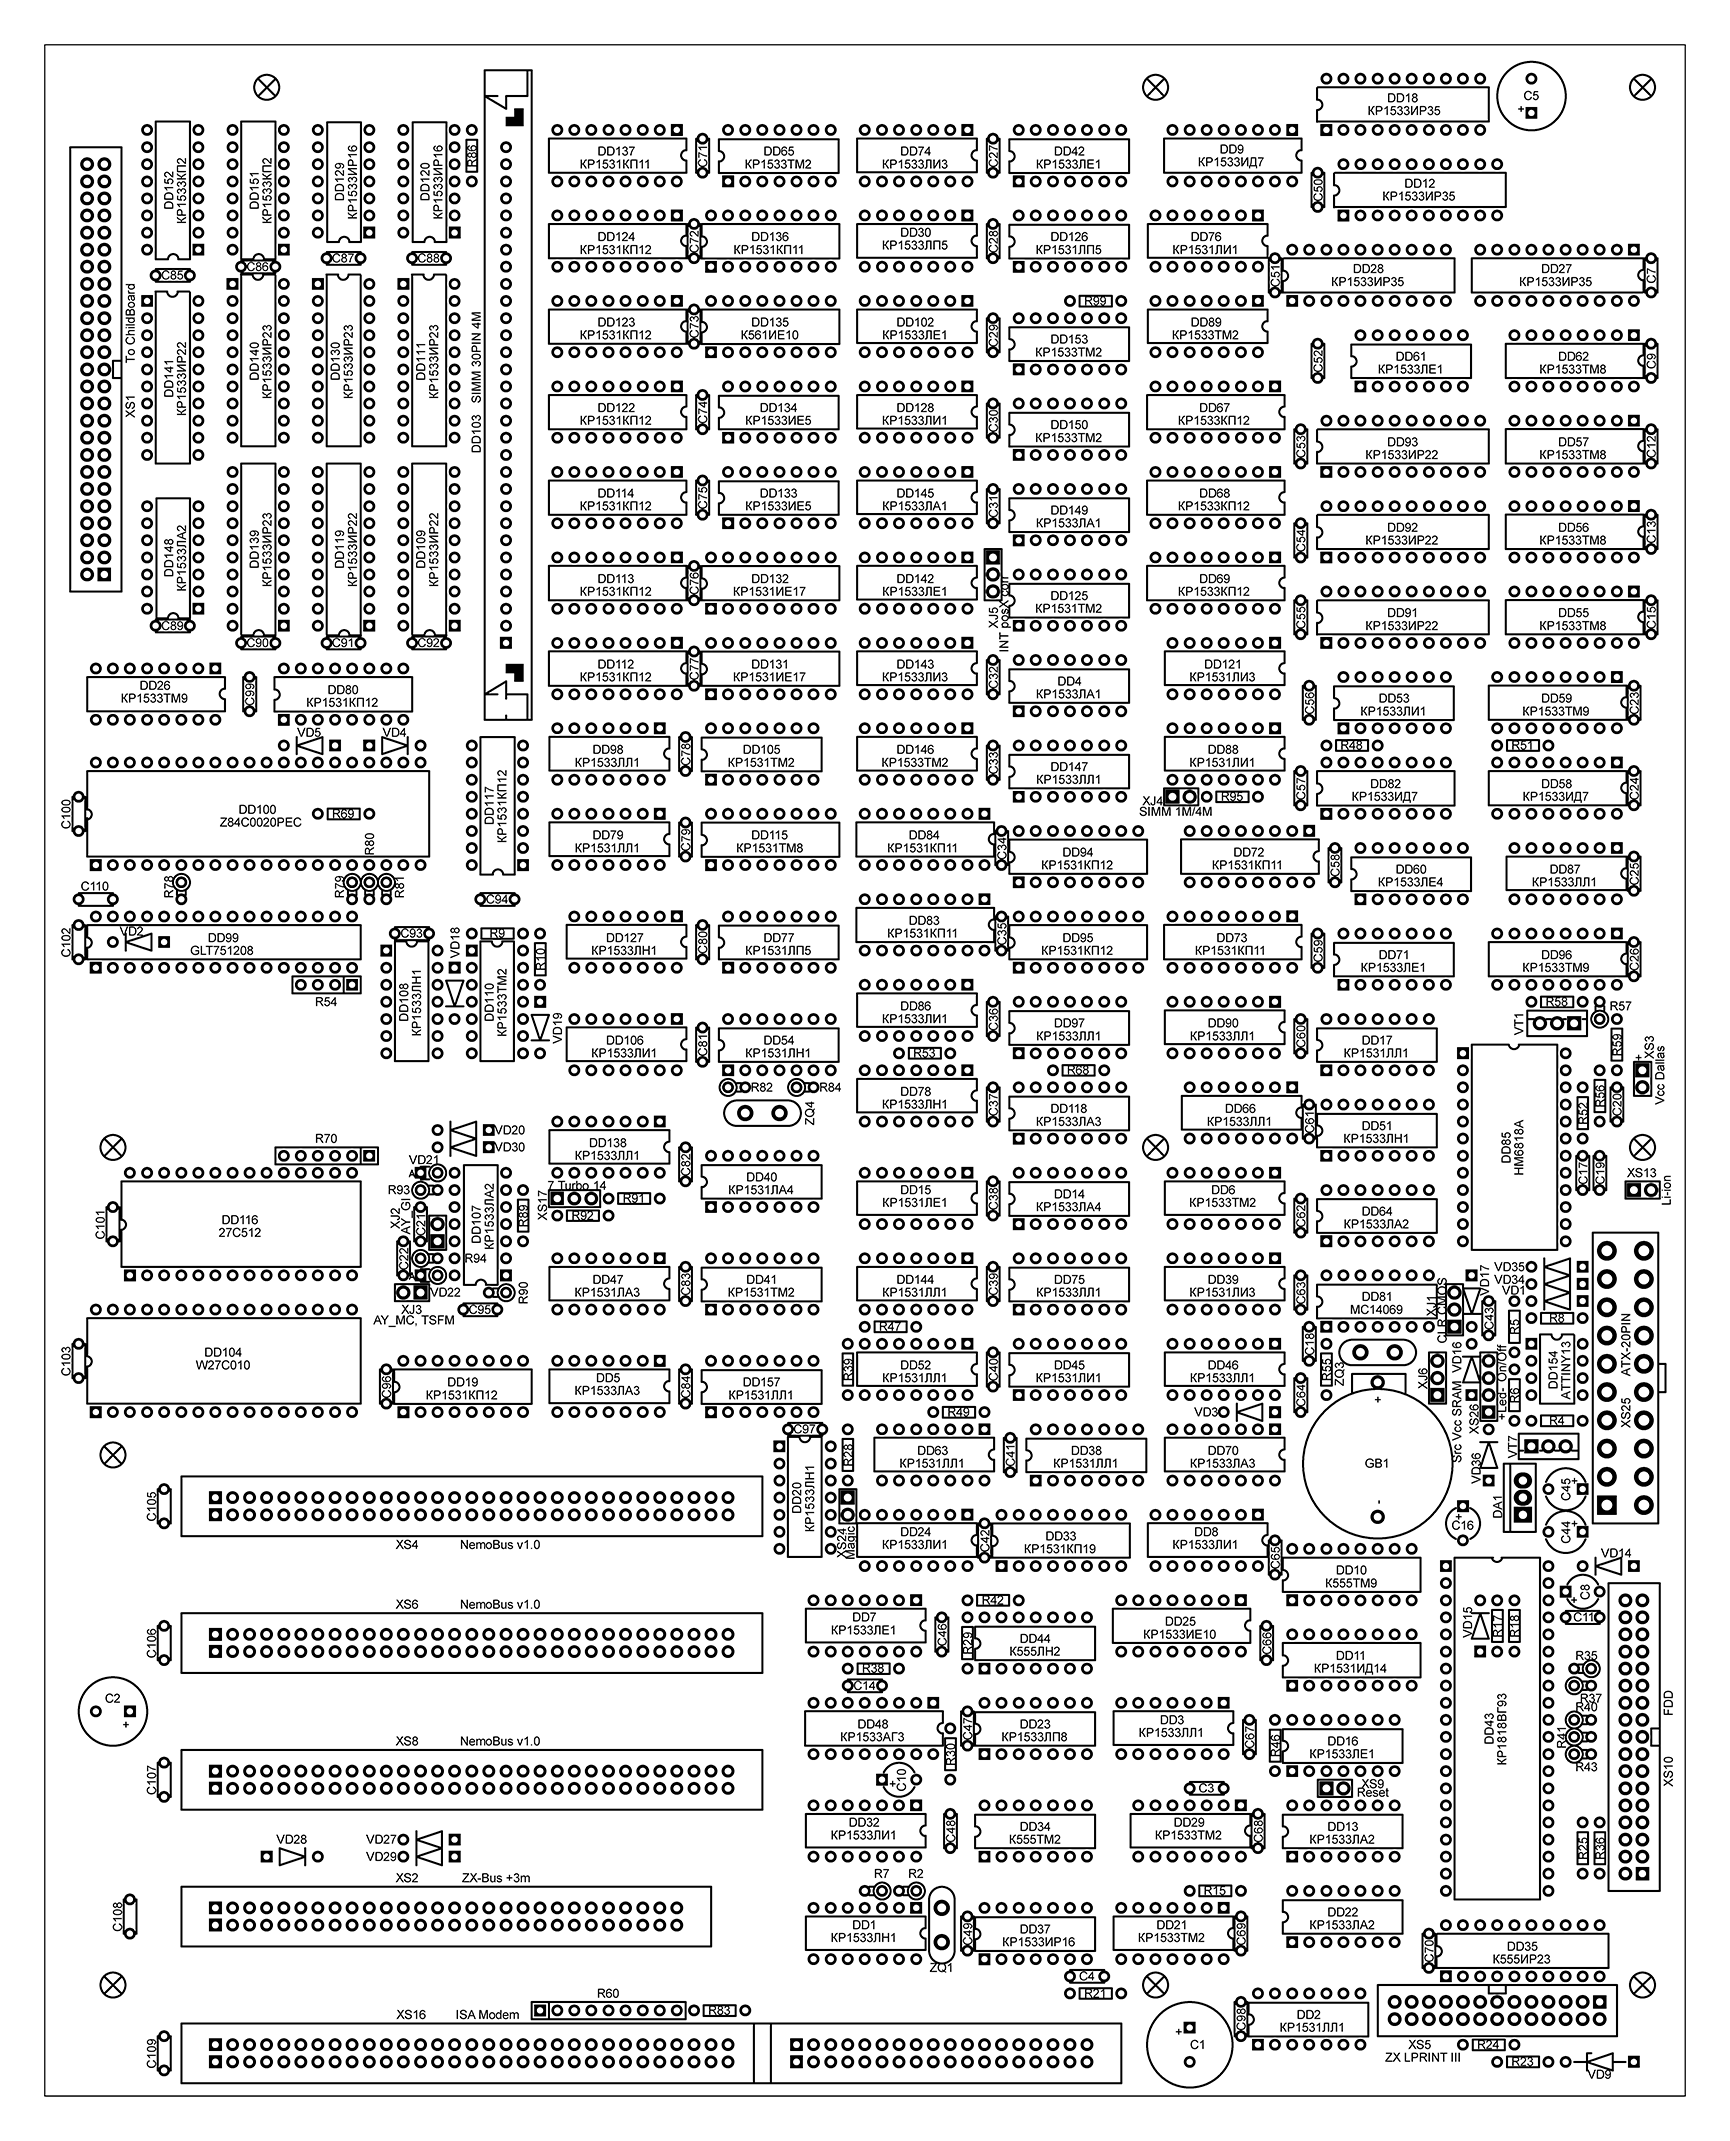 DD18
КР1533ИР35
C5
+
DD137
КР1531КП11
C71
DD65
КР1533ТМ2
DD74
КР1533ЛИ3
C27
DD42
КР1533ЛЕ1
DD9
КР1533ИД7
C50
DD12
КР1533ИР35
DD152
КР1533КП2
DD151
КР1533КП2
DD129
КР1533ИР16
DD120
КР1533ИР16
R86
C85
C86
C87
C88
DD124
КР1531КП12
C72
DD136
КР1531КП11
DD30
КР1533ЛП5
C28
DD126
КР1531ЛП5
DD76
КР1531ЛИ1
C51
DD28
КР1533ИР35
DD27
КР1533ИР35
C7
XS1
To ChildBoard
DD141
КР1533ИР22
DD140
КР1533ИР23
DD130
КР1533ИР23
DD111
КР1533ИР23
DD103
SIMM 30PIN 4M
R99
DD123
КР1531КП12
C73
DD135
К561ИЕ10
DD102
КР1533ЛЕ1
C29
DD153
КР1533ТМ2
DD89
КР1533ТМ2
C52
DD61
КР1533ЛЕ1
DD62
КР1533ТМ8
C9
DD122
КР1531КП12
C74
DD134
КР1533ИЕ5
DD128
КР1531ЛИ1
C30
DD150
КР1533ТМ2
DD67
КР1533КП12
C53
DD93
КР1533ИР22
DD57
КР1533ТМ8
C12
DD114
КР1531КП12
C75
DD133
КР1533ИЕ5
DD145
КР1533ЛА1
C31
DD149
КР1533ЛА1
DD68
КР1533КП12
C54
DD92
КР1533ИР22
DD56
КР1533ТМ8
C13
DD148
КР1533ЛА2
DD139
КР1533ИР23
DD119
КР1533ИР22
DD109
КР1533ИР22
C89
C90
C91
C92
DD113
КР1531КП12
C76
DD132
КР1531ИЕ17
DD142
КР1533ЛЕ1
XJ5
INT posX con
DD125
КР1531ТМ2
DD69
КР1533КП12
C55
DD91
КР1533ИР22
DD55
КР1533ТМ8
C15
DD26
КР1533ТМ9
C99
DD80
КР1531КП12
DD112
КР1531КП12
C77
DD131
КР1531ИЕ17
DD143
КР1533ЛИ3
C32
DD4
КР1533ЛА1
DD121
КР1531ЛИ3
C56
DD53
КР1533ЛИ1
DD59
КР1533ТМ9
C23
VD5
VD4
DD98
КР1533ЛЛ1
C78
DD105
КР1531ТМ2
DD146
КР1533ТМ2
C33
DD147
КР1533ЛЛ1
DD88
КР1531ЛИ1
R48
R51
C57
DD82
КР1533ИД7
DD58
КР1533ИД7
C24
C100
DD100
Z84C0020PEC
R69
R80
DD117
КР1531КП12
XJ4
SIMM 1M/4M
R95
DD79
КР1531ЛЛ1
C79
DD115
КР1531ТМ8
DD84
КР1531КП11
C34
DD94
КР1531КП12
DD72
КР1531КП11
C58
DD60
КР1533ЛЕ4
DD87
КР1533ЛЛ1
C25
C110
R78
R79
R81
C94
C102
VD2
DD99
GLT751208
R54
C93
DD108
КР1533ЛН1
VD18
R9
DD110
КР1533ТМ2
R10
VD19
DD127
КР1533ЛН1
C80
DD77
КР1531ЛП5
DD83
КР1531КП11
C35
DD95
КР1531КП12
DD73
КР1531КП11
C59
DD71
КР1531ЛЕ1
DD96
КР1533ТМ9
C26
DD106
КР1533ЛИ1
C81
DD54
КР1531ЛН1
R82
R84
ZQ4
DD86
КР1533ЛИ1
C36
R53
DD97
КР1533ЛЛ1
R68
DD90
КР1531ЛЛ1
C60
DD17
КР1531ЛЛ1
R58
VT1
R57
R59
XS3
+
Vcc Dallas
DD78
КР1533ЛН1
C37
DD118
КР1533ЛА3
DD66
КР1533ЛЛ1
C61
DD51
КР1533ЛН1
DD85
HM6818A
R52
R56
C20
C17
C19
XS13
Li-ion
R70
VD20
VD30
VD21
R93
XJ2
AY_GI
C21
C22
R94
VD22
DD107
КР1533ЛА2
R89
R90
C95
XJ3
AY_MC, TSFM
DD138
КР1533ЛЛ1
C82
DD40
КР1531ЛА4
7 Turbo 14
XS17
R91
R92
DD15
КР1531ЛЕ1
C38
DD14
КР1533ЛА3
DD6
КР1533ТМ2
C62
DD64
КР1533ЛА2
C101
DD116
27C512
DD47
КР1531ЛА3
C83
DD41
КР1531ТМ2
DD144
КР1531ЛЛ1
C39
DD75
КР1531ЛЛ1
DD39
КР1533ЛИ1
C63
DD81
MC14069
XJ1
CLR CMOS
VD17
C43
VD35
VD34
VD1
R8
R5
DD154
ATTINY13
R6
R4
XS25
ATX-20PIN
C103
DD104
W27C010
R47
C96
DD19
КР1531КП12
DD5
КР1533ЛА3
C84
DD157
КР1531ЛЛ1
R39
DD52
КР1531ЛЛ1
C40
DD45
КР1531ЛИ1
DD46
КР1531ЛЛ1
C18
R55
ZQ3
C64
XJ6
Src Vcc SRAM
VD16
XS26
+Led- On/Off
R49
VD3
C97
DD20
КР1533ЛН1
R28
DD63
КР1531ЛЛ1
C41
DD38
КР1531ЛЛ1
DD70
КР1533ЛА3
+
GB1
-
VD36
VT7
DA1
C45
+
C16
+
C44
+
C105
XS4
NemoBus v1.0
XS24
Magic
DD24
КР1533ЛИ1
C42
DD33
КР1531КП19
DD8
КР1533ЛИ1
C65
DD10
К555ТМ9
VD14
C8
+
C11
C106
XS6
NemoBus v1.0
DD7
КР1533ЛЕ1
C46
R42
R29
DD44
К555ЛН2
DD25
КР1533ИЕ10
C66
DD11
КР1531ИД14
VD15
R17
R18
R38
C14
R35
R37
R40
R41
R43
C2
+
DD48
КР1533АГ3
R30
C47
DD23
КР1533ЛП8
DD3
КР1533ЛЛ1
C67
R46
DD16
КР1533ЛЕ1
DD43
КР1818ВГ93
FDD
XS10
C107
XS8
NemoBus v1.0
C10
+
C3
XS9
Reset
DD32
КР1533ЛИ1
C48
DD34
К555ТМ2
DD29
КР1533ТМ2
C68
DD13
КР1533ЛА2
R25
R36
VD28
VD27
VD29
XS2
ZX-Bus +3m
C108
R7
R2
DD1
КР1533ЛН1
ZQ1
C49
DD37
КР1533ИР16
R15
DD21
КР1533ТМ2
C69
DD22
КР1533ЛА2
C70
DD35
К555ИР23
C4
R21
XS16
ISA Modem
R60
R83
C109
C1
+
C98
DD2
КР1531ЛЛ1
XS5
ZX LPRINT III
R24
R23
VD9